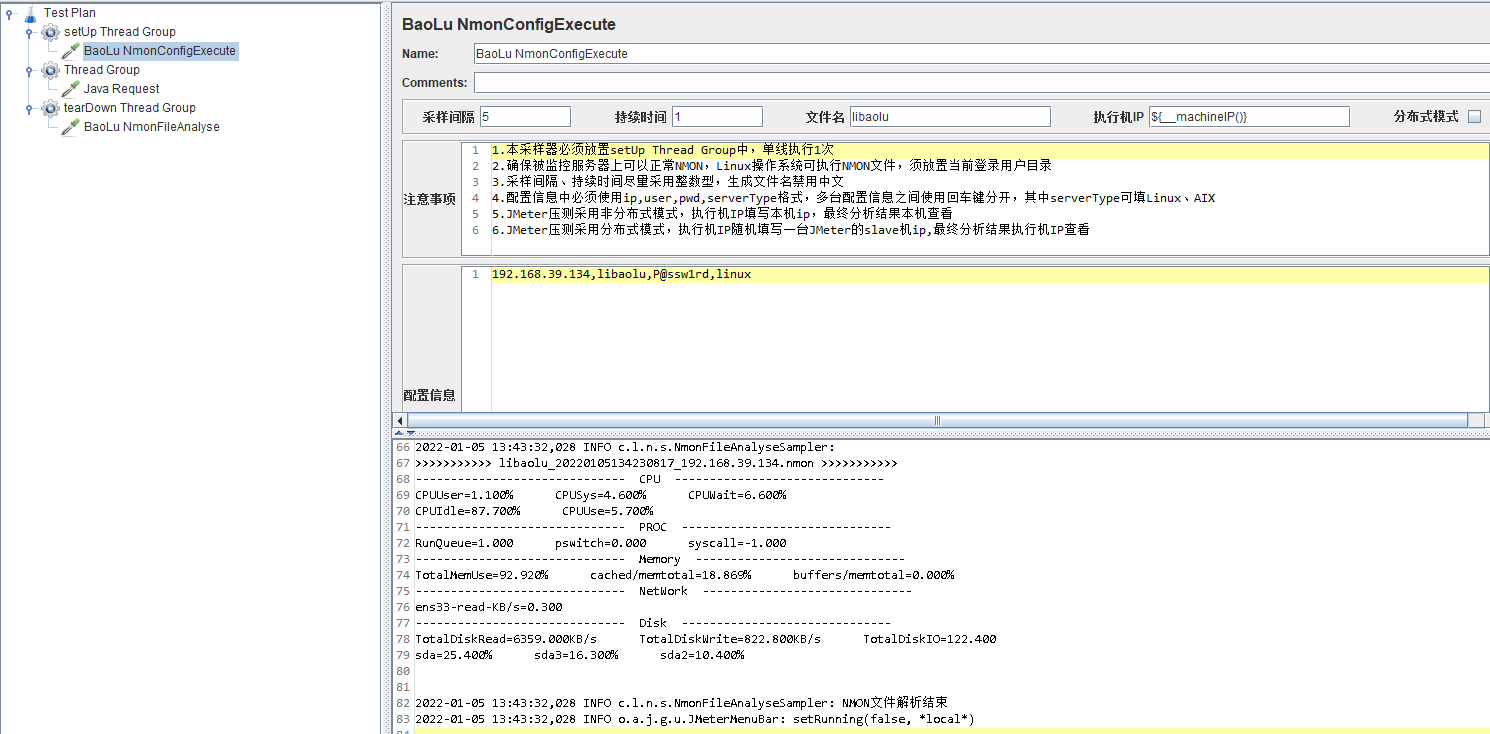 Test Plan
setUp Thread Group
BaoLu NmonConfigExecute
Thread Group
Java Request
tearDown Thread Group
BaoLu NmonFileAnalyse
BaoLu NmonConfigExecute
Name: BaoLu NmonConfigExecute
Comments:
采样间隔 5 持续时间 1 文件名 libaolu 执行机IP ${__machineIP()} 分布式模式
注意事项
1 1.本采样器必须放置setUp Thread Group中，单线执行1次
2 2.确保被监控服务器上可以正常NMON，Linux操作系统可执行NMON文件，须放置当前登录用户目录
3 3.采样间隔、持续时间尽量采用整数型，生成文件名禁用中文
4 4.配置信息中必须使用ip,user,pwd,serverType格式，多台配置信息之间使用回车键分开，其中serverType可填Linux、AIX
5 5.JMeter压测采用非分布式模式，执行机IP填写本机ip，最终分析结果本机查看
6 6.JMeter压测采用分布式模式，执行机IP随机填写一台JMeter的slave机ip,最终分析结果执行机IP查看
配置信息
1 192.168.39.134,libaolu,P@ssw1rd,linux
66 2022-01-05 13:43:32,028 INFO c.l.n.s.NmonFileAnalyseSampler:
67 >>>>>>>>>>> libaolu_20220105134230817_192.168.39.134.nmon >>>>>>>>>>>
68 ------------------------------ CPU ------------------------------
69 CPUUser=1.100% CPUSys=4.600% CPUWait=6.600%
70 CPUIdle=87.700% CPUUse=5.700%
71 ------------------------------ PROC ------------------------------
72 RunQueue=1.000 pswitch=0.000 syscall=-1.000
73 ------------------------------ Memory ------------------------------
74 TotalMemUse=92.920% cached/memtotal=18.869% buffers/memtotal=0.000%
75 ------------------------------ NetWork ------------------------------
76 ens33-read-KB/s=0.300
77 ------------------------------ Disk ------------------------------
78 TotalDiskRead=6359.000KB/s TotalDiskWrite=822.800KB/s TotalDiskIO=122.400
79 sda=25.400% sda3=16.300% sda2=10.400%
80
81
82 2022-01-05 13:43:32,028 INFO c.l.n.s.NmonFileAnalyseSampler: NMON文件解析结束
83 2022-01-05 13:43:32,028 INFO o.a.j.g.u.JMeterMenuBar: setRunning(false, *local*)
84